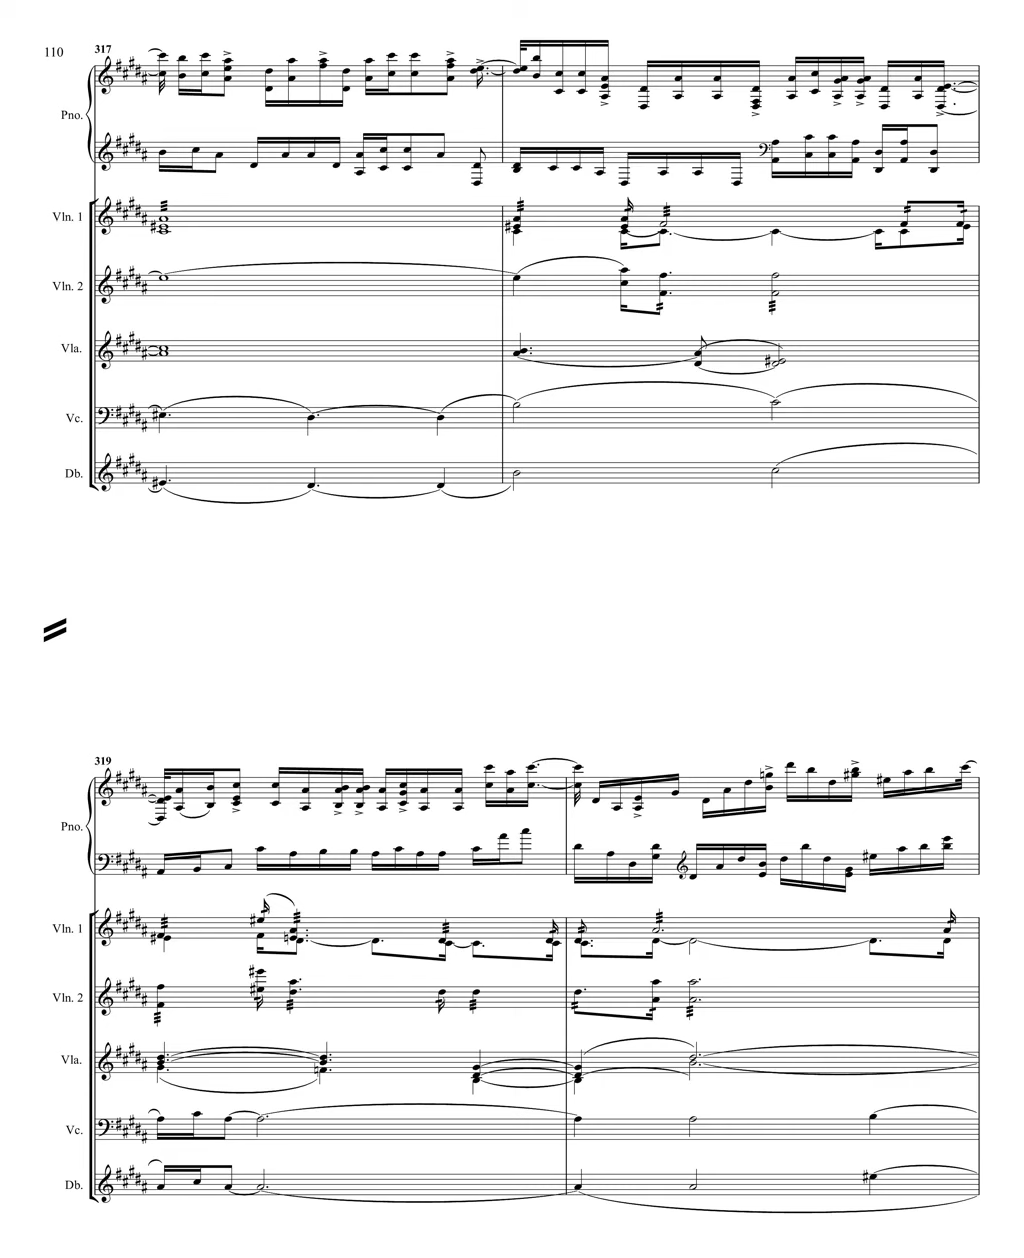 110
317
Pno.
Vln. 1
Vln. 2
Vla.
Vc.
Db.
319
Pno.
Vln. 1
Vln. 2
Vla.
Vc.
Db.